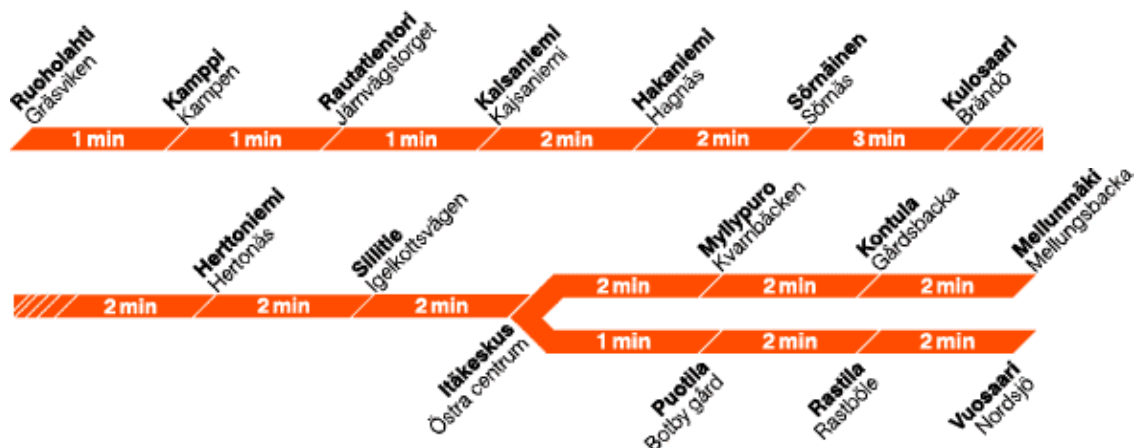 Ruoholahti
Gräsviken
Kamppi
Kampen
Rautatientori
Järnvägstorget
Kaisaniemi
Kajsaniemi
Hakaniemi
Hagnäs
Sörnäinen
Sörnäs
Kulosaari
Brändö
1 min
1 min
1 min
2 min
2 min
3 min
Herttoniemi
Hertonäs
Siilitie
Igelkottsvägen
Myllypuro
Kvarnbäcken
Kontula
Gårdsbacka
Mellunmäki
Mellungsbacka
2 min
2 min
2 min
2 min
2 min
2 min
1 min
2 min
2 min
Itäkeskus
Östra centrum
Puotila
Botby gård
Rastila
Rastböle
Vuosaari
Nordsjö